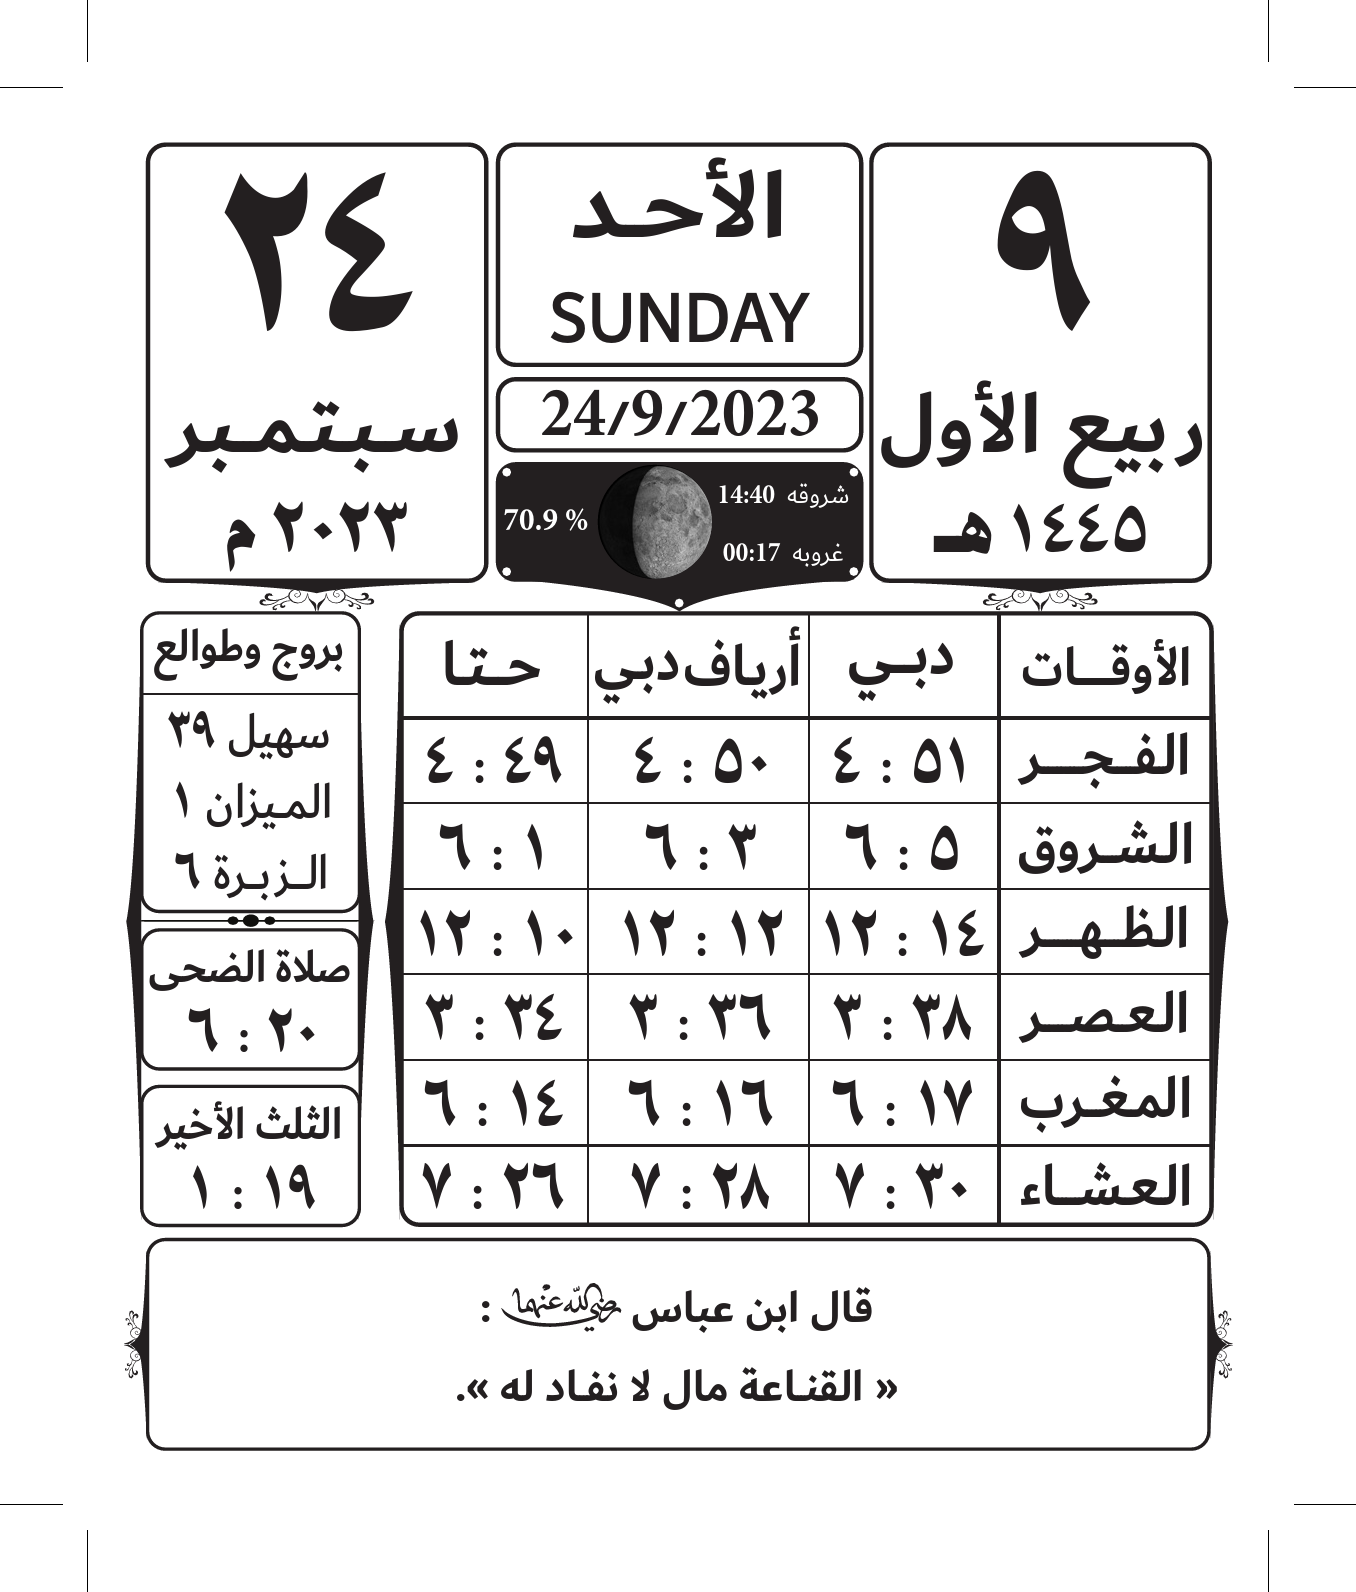 ٩
ربيع الأول
١٤٤٥ هـ
الأحد
SUNDAY
24/9/2023
شروقه 14:40
غروبه 00:17
70.9 %
٢٤
سبتمبر
٢٠٢٣ م
الأوقات دبي أرياف دبي حتا
الفجر ٤ : ٥١ ٤ : ٥٠ ٤ : ٤٩
الشروق ٦ : ٥ ٦ : ٣ ٦ : ١
الظهر ١٢ : ١٤ ١٢ : ١٢ ١٢ : ١٠
العصر ٣ : ٣٨ ٣ : ٣٦ ٣ : ٣٤
المغرب ٦ : ١٧ ٦ : ١٦ ٦ : ١٤
العشاء ٧ : ٣٠ ٧ : ٢٨ ٧ : ٢٦
بروج وطوالع
سهيل ٣٩
الميزان ١
الزبرة ٦
صلاة الضحى
٦ : ٢٠
الثلث الأخير
١ : ١٩
قال ابن عباس رضي الله عنهما :
« القناعة مال لا نفاد له ».